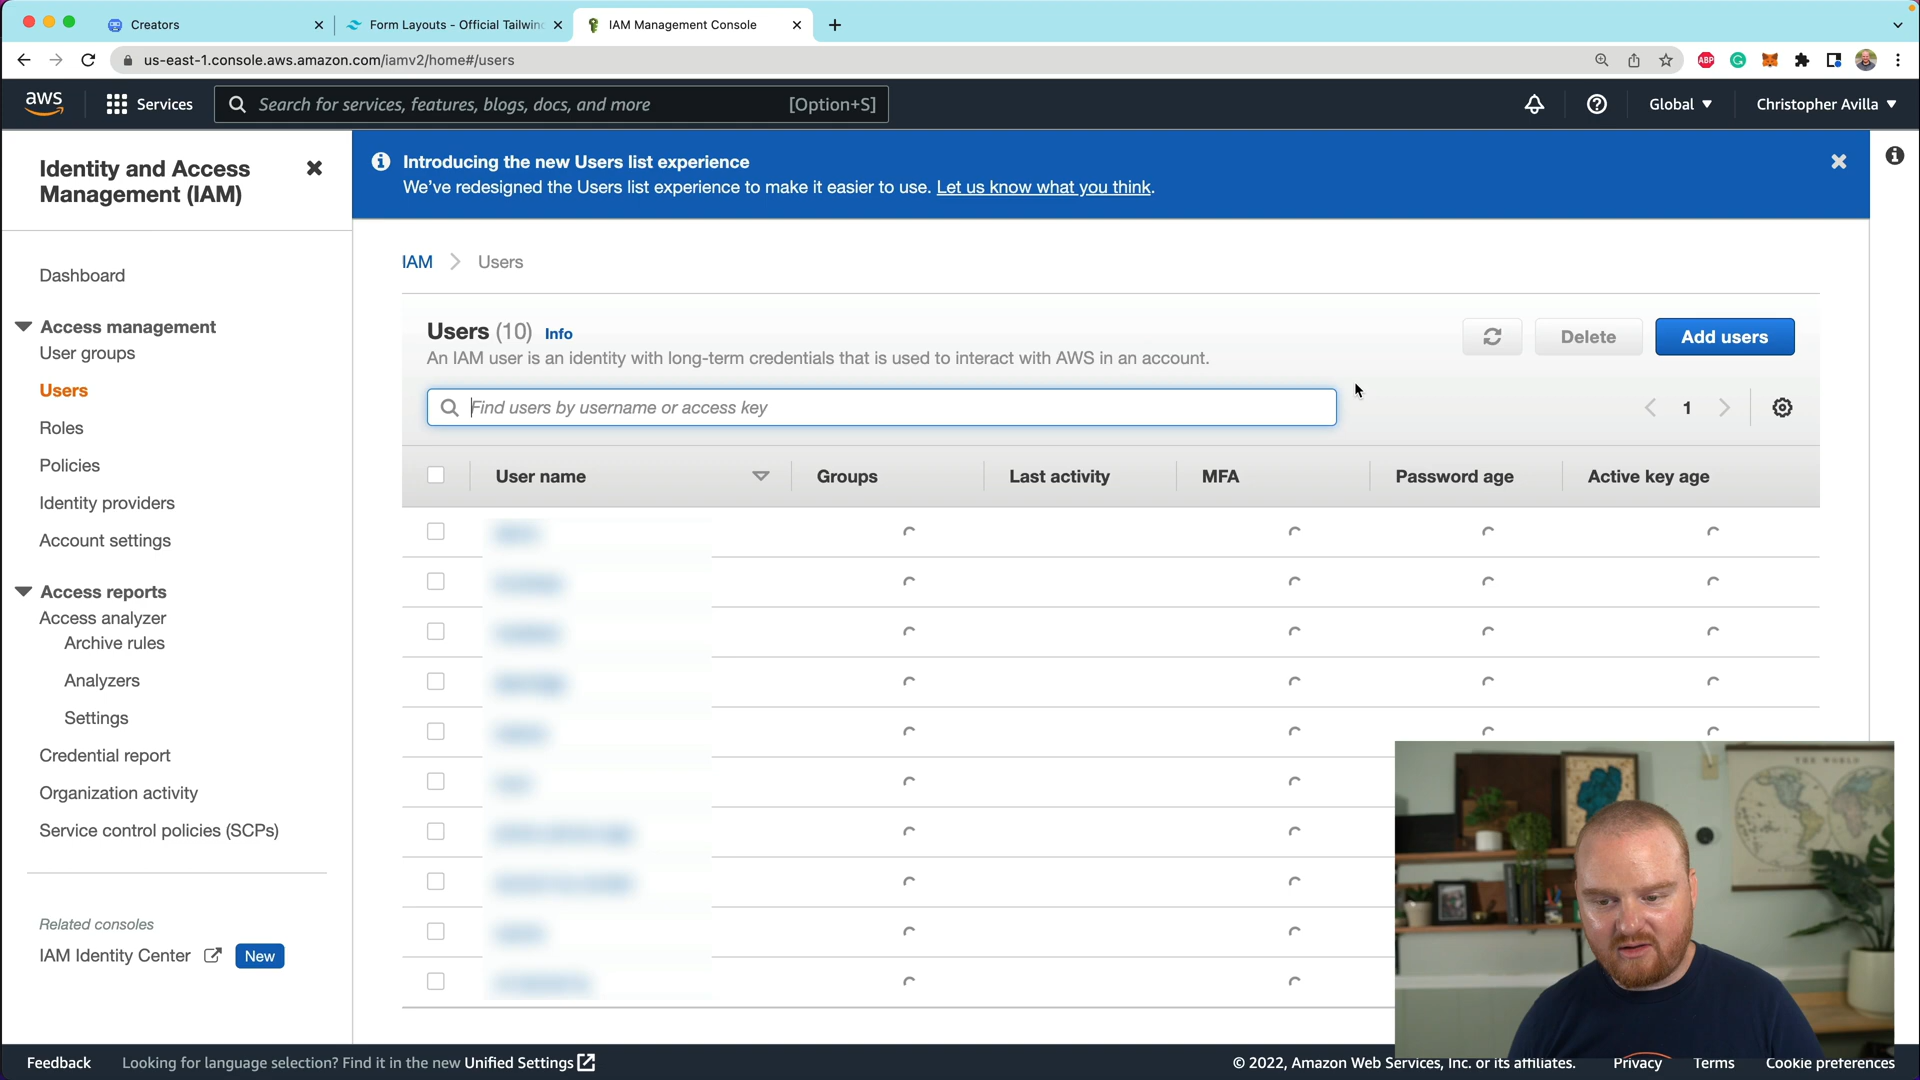 Creators
Form Layouts - Official Tailwin
IAM Management Console
us-east-1.console.aws.amazon.com/iamv2/home#/users
ABP
aws
Services
Search for services, features, blogs, docs, and more
[Option+S]
Global
Christopher Avilla
Identity and Access
Management (IAM)
Dashboard
Access management
User groups
Users
Roles
Policies
Identity providers
Account settings
Access reports
Access analyzer
Archive rules
Analyzers
Settings
Credential report
Organization activity
Service control policies (SCPs)
Related consoles
IAM Identity Center
New
Introducing the new Users list experience
We've redesigned the Users list experience to make it easier to use. Let us know what you think.
IAM > Users
Users (10) Info
An IAM user is an identity with long-term credentials that is used to interact with AWS in an account.
Delete
Add users
Find users by username or access key
1
User name
Groups
Last activity
MFA
Password age
Active key age
THE WORLD
Feedback
Looking for language selection? Find it in the new Unified Settings
© 2022, Amazon Web Services, Inc. or its affiliates.
Privacy
Terms
Cookie preferences